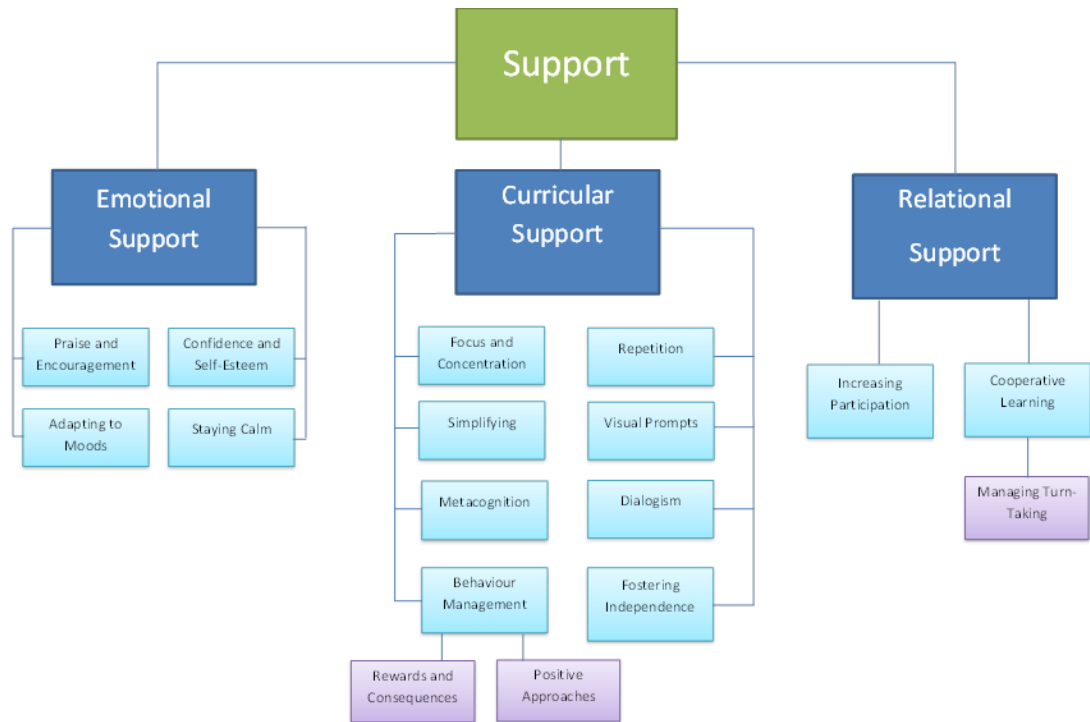 Support
Emotional
Support
Curricular
Support
Relational
Support
Praise and
Encouragement
Confidence and
Self-Esteem
Adapting to
Moods
Staying Calm
Focus and
Concentration
Repetition
Simplifying
Visual Prompts
Metacognition
Dialogism
Behaviour
Management
Fostering
Independence
Rewards and
Consequences
Positive
Approaches
Increasing
Participation
Cooperative
Learning
Managing Turn-
Taking